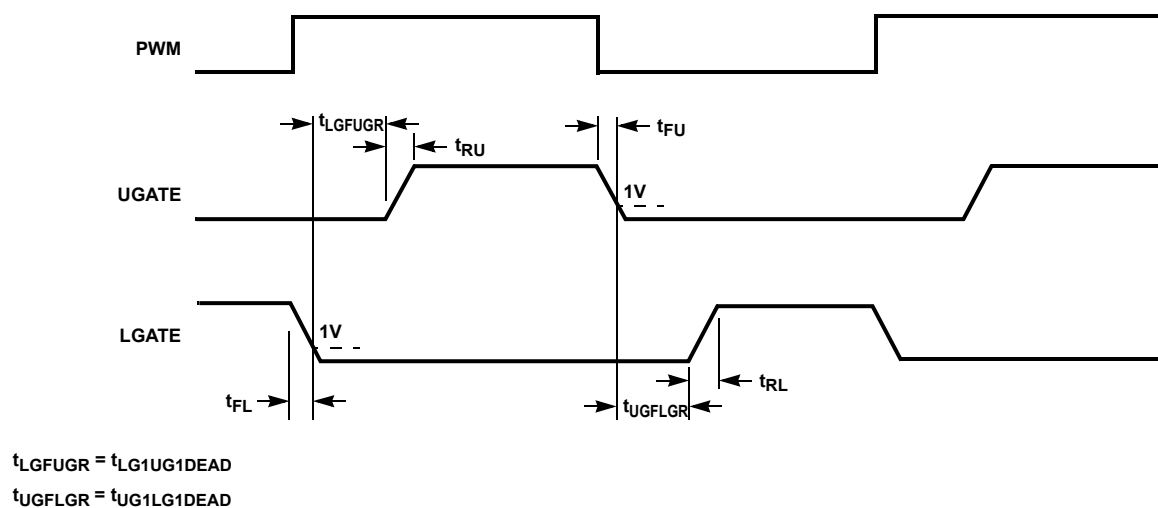 PWM
tLGFUGR
tFU
tRU
UGATE
1V
LGATE
1V
tRL
tFL
tUGFLGR
tLGFUGR = tLG1UG1DEAD
tUGFLGR = tUG1LG1DEAD